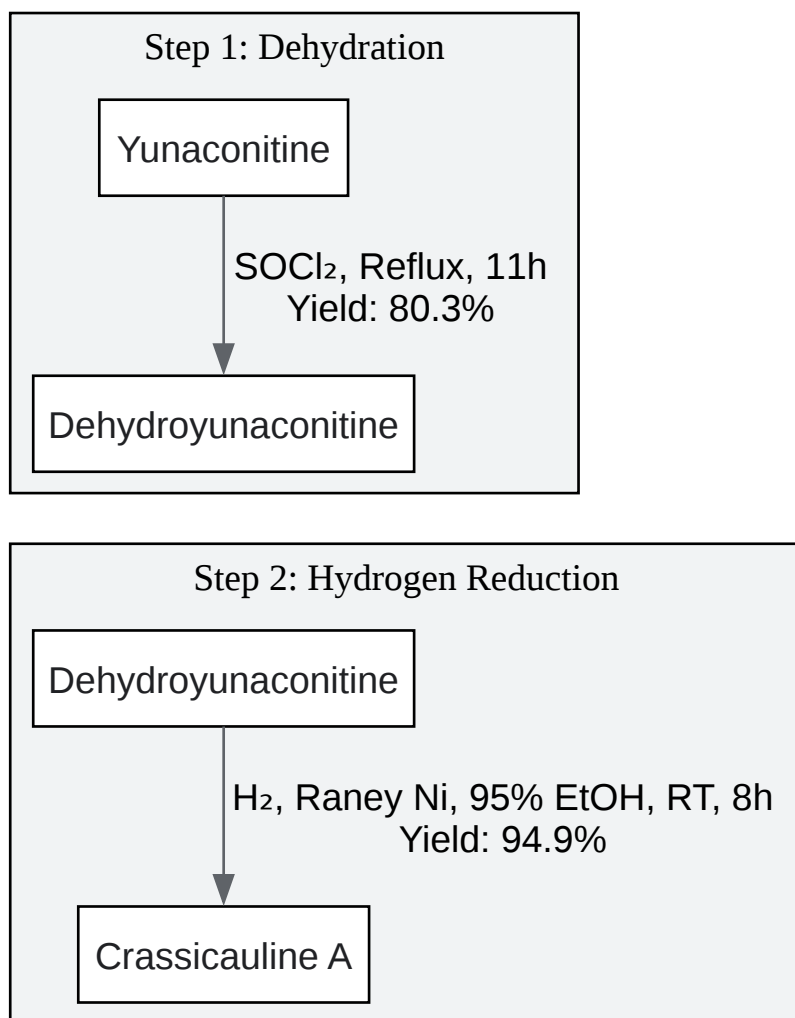 Step 1: Dehydration
Yunaconitine
SOCl₂, Reflux, 11h
Yield: 80.3%
Dehydroyunaconitine
Step 2: Hydrogen Reduction
Dehydroyunaconitine
H₂, Raney Ni, 95% EtOH, RT, 8h
Yield: 94.9%
Crassicauline A